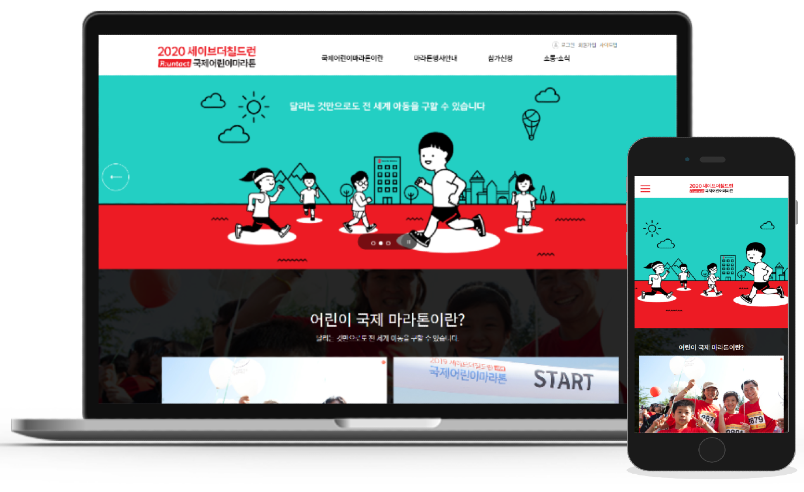 2020 세이브더칠드런
R:untact 국제어린이마라톤
로그인 회원가입 사이트맵
국제어린이마라톤이란 마라톤행사안내 참가신청 소통·소식
달리는 것만으로도 전 세계 아동을 구할 수 있습니다
어린이 국제 마라톤이란?
달리는 것만으로도 전 세계 아동을 구할 수 있습니다.
2019 세이브더칠드런
국제어린이마라톤
START
2020 세이브더칠드런
국제어린이마라톤
어린이 국제 마라톤이란?